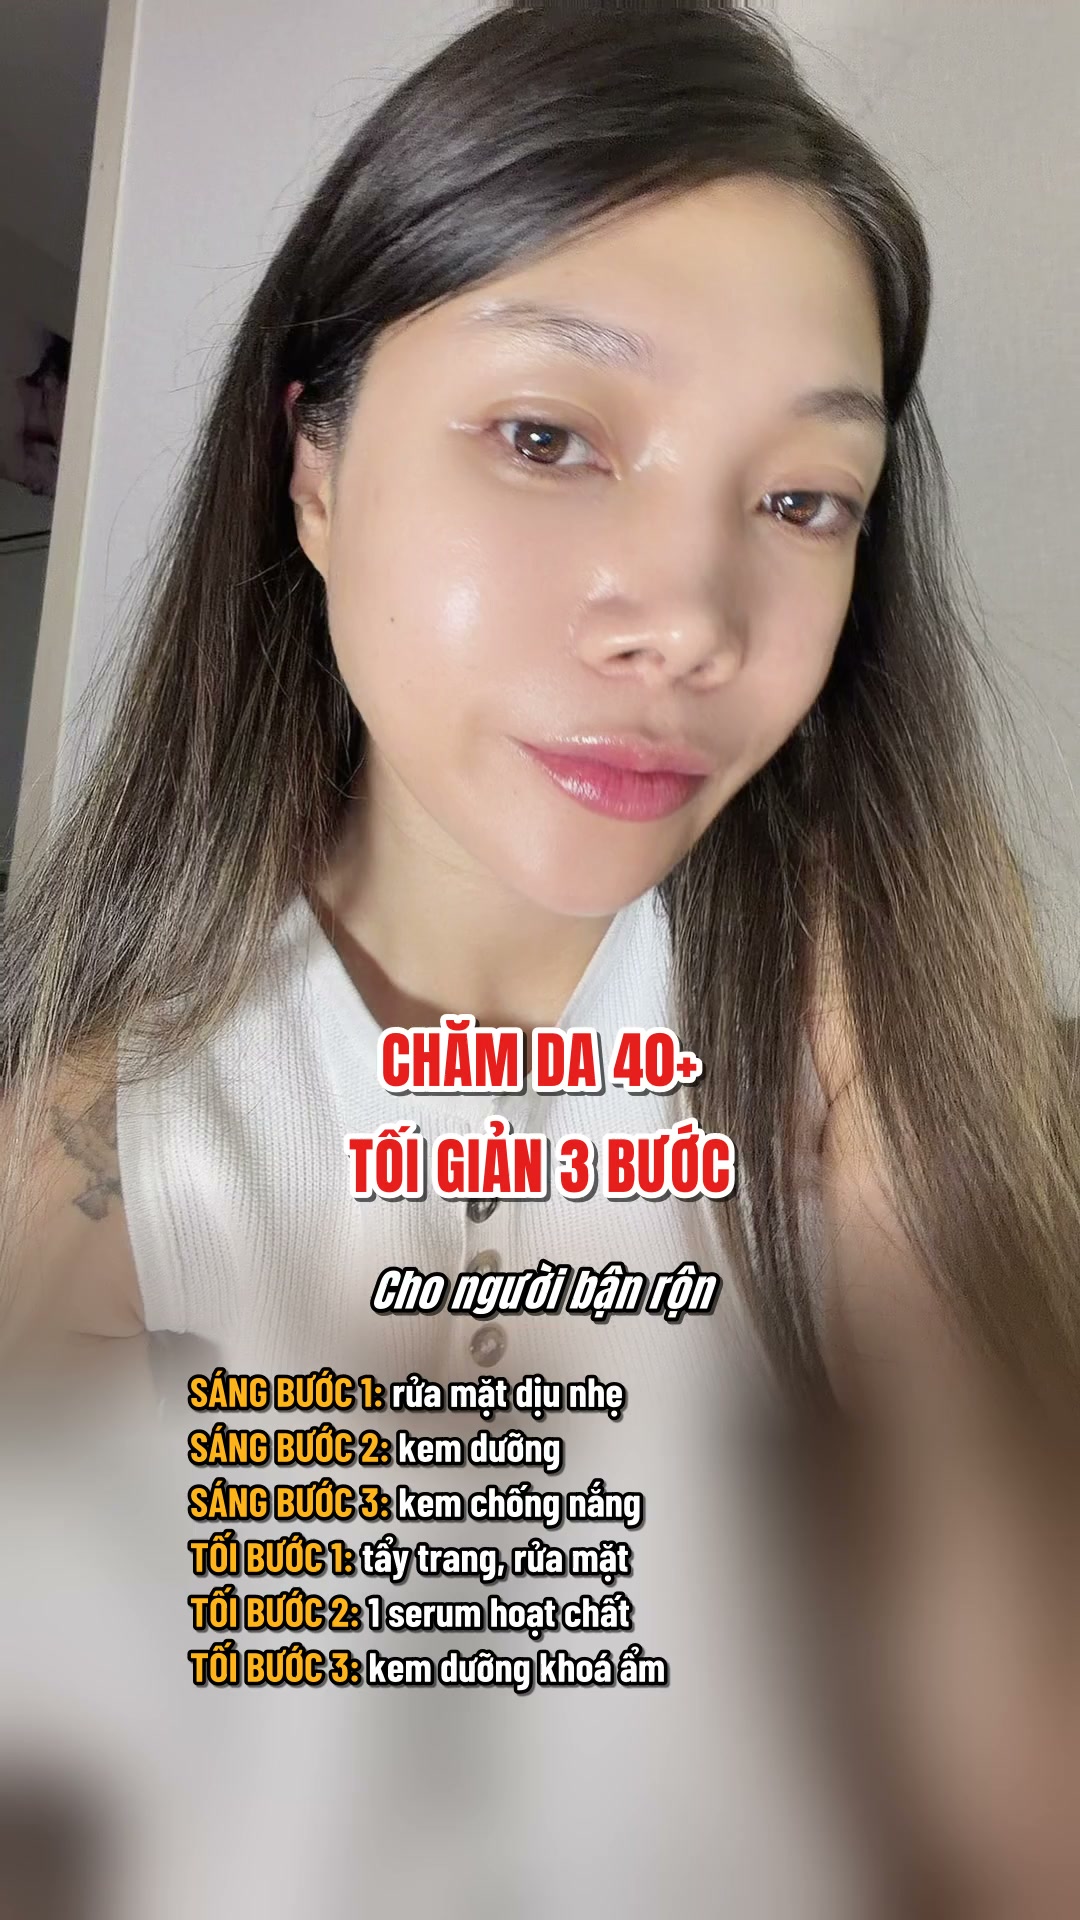 CHĂM DA 40+
TỐI GIẢN 3 BƯỚC
Cho người bận rộn
SÁNG BƯỚC 1: rửa mặt dịu nhẹ
SÁNG BƯỚC 2: kem dưỡng
SÁNG BƯỚC 3: kem chống nắng
TỐI BƯỚC 1: tẩy trang, rửa mặt
TỐI BƯỚC 2: 1 serum hoạt chất
TỐI BƯỚC 3: kem dưỡng khoá ẩm